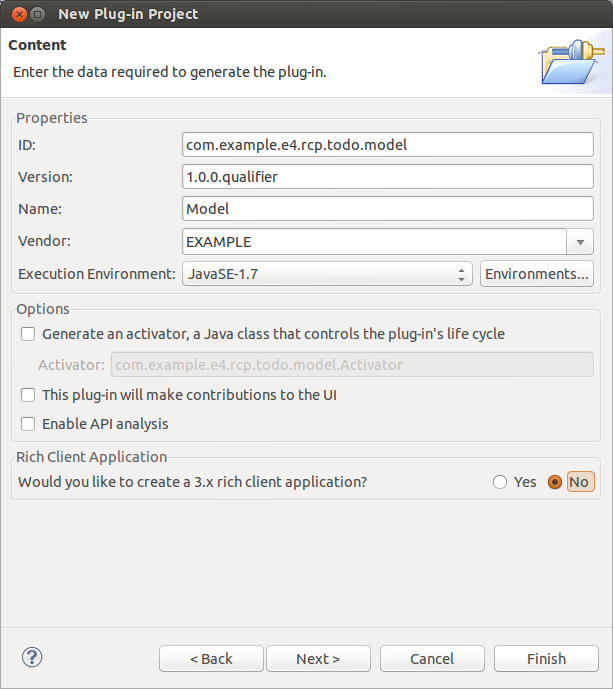 New Plug-in Project
Content
Enter the data required to generate the plug-in.
Properties
ID: com.example.e4.rcp.todo.model
Version: 1.0.0.qualifier
Name: Model
Vendor: EXAMPLE
Execution Environment: JavaSE-1.7 Environments...
Options
Generate an activator, a Java class that controls the plug-in's life cycle
Activator: com.example.e4.rcp.todo.model.Activator
This plug-in will make contributions to the UI
Enable API analysis
Rich Client Application
Would you like to create a 3.x rich client application? Yes No
? < Back Next > Cancel Finish